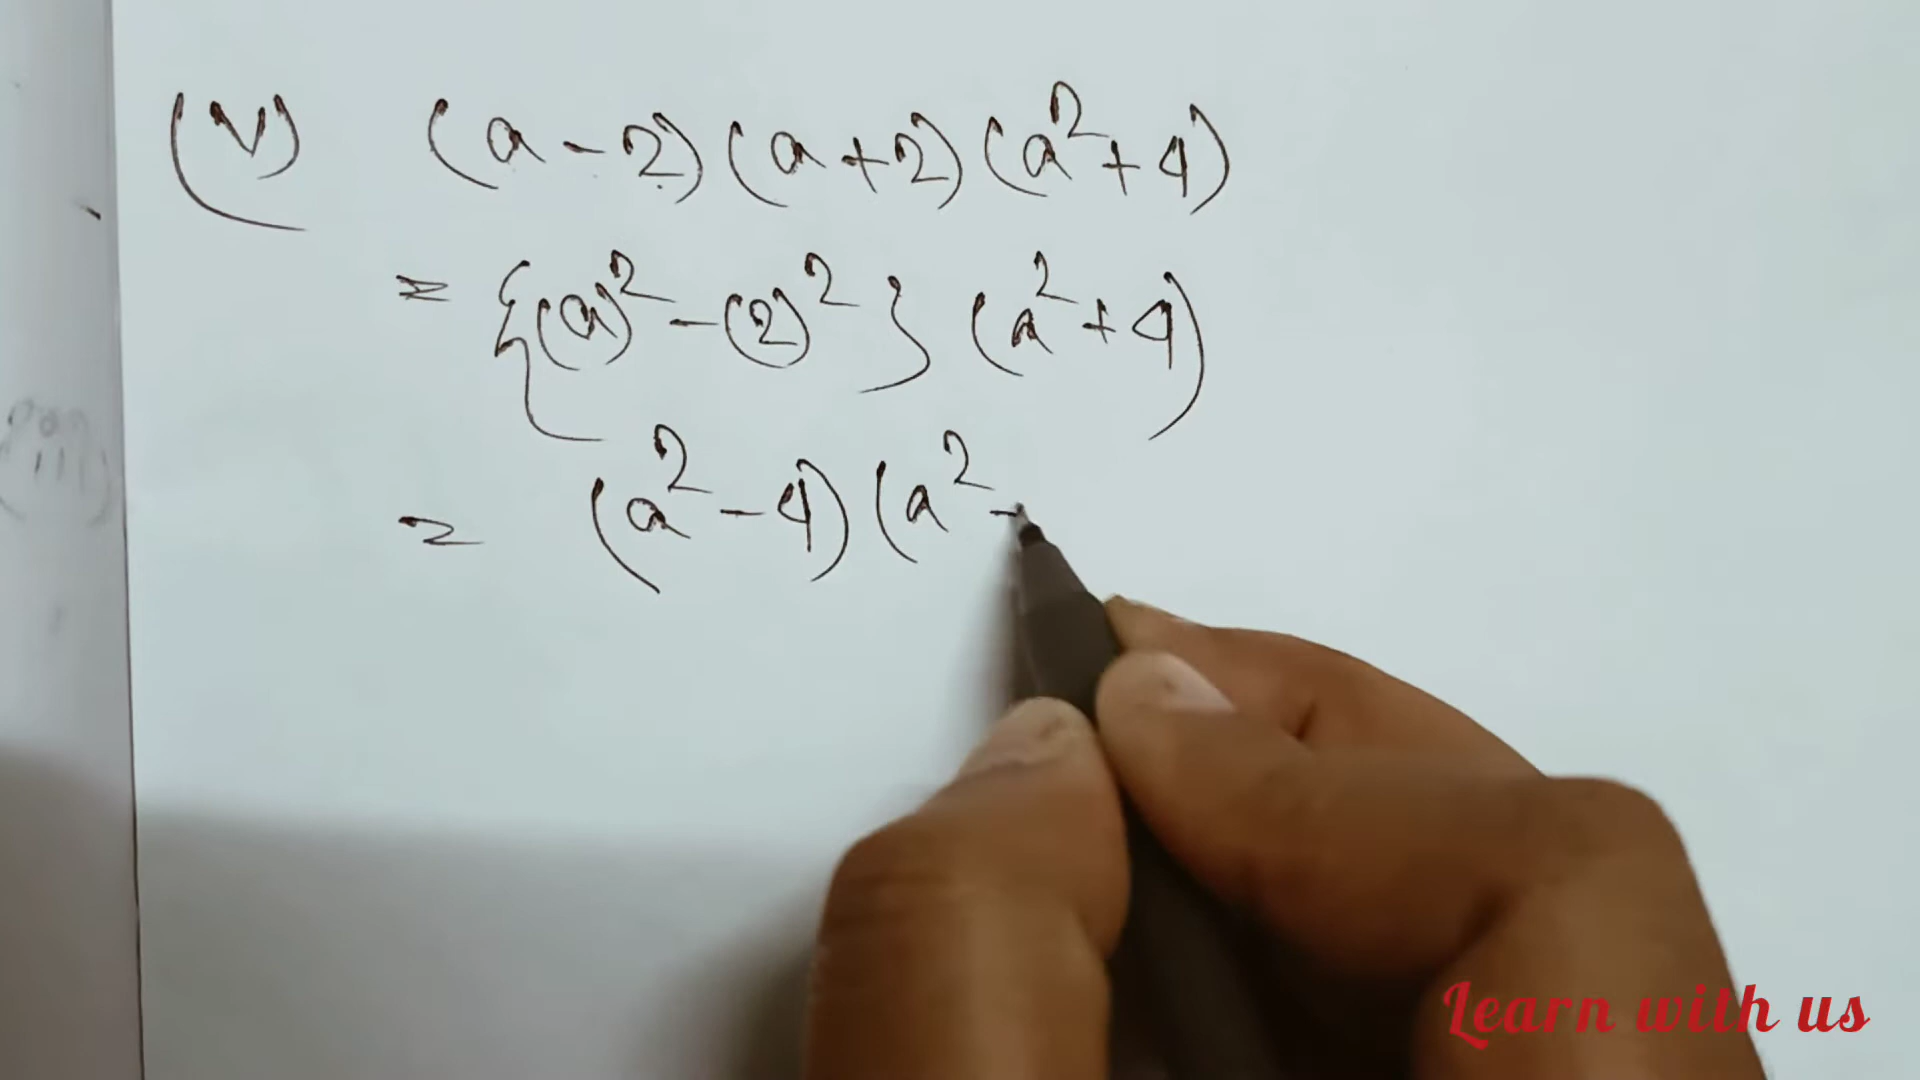 (V) (a - 2) (a + 2) (a² + 4)
= {(a)² - (2)²} (a² + 4)
= (a² - 4) (a² -
Learn with us